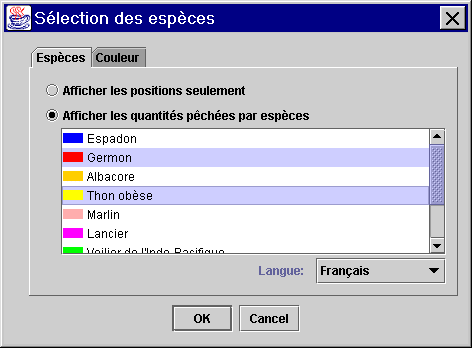 Sélection des espèces
Espèces Couleur
Afficher les positions seulement
Afficher les quantités pêchées par espèces
Espadon
Germon
Albacore
Thon obèse
Marlin
Lancier
Voilier de l'Indo-Pacifique
Langue: Français
OK Cancel